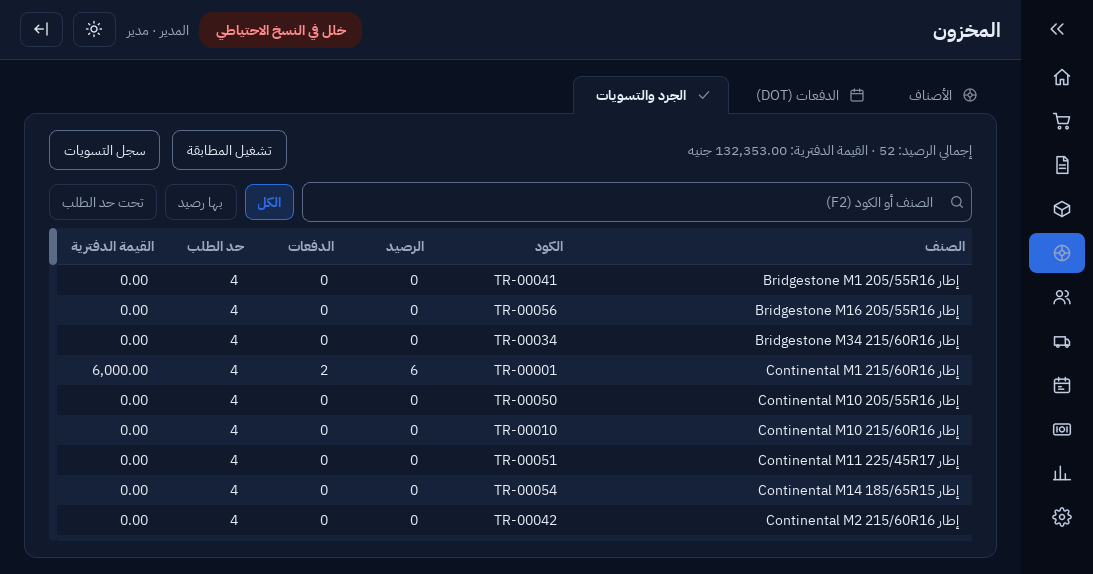 المخزون
خلل في النسخ الاحتياطي
المدير · مدير
الأصناف
الدفعات (DOT)
الجرد والتسويات
إجمالي الرصيد: 52 · القيمة الدفترية: 132,353.00 جنيه
تشغيل المطابقة
سجل التسويات
الصنف أو الكود (F2)
الكل
بها رصيد
تحت حد الطلب
الصنف الكود الرصيد الدفعات حد الطلب القيمة الدفترية
إطار Bridgestone M1 205/55R16 TR-00041 0 0 4 0.00
إطار Bridgestone M16 205/55R16 TR-00056 0 0 4 0.00
إطار Bridgestone M34 215/60R16 TR-00034 0 0 4 0.00
إطار Continental M1 215/60R16 TR-00001 6 2 4 6,000.00
إطار Continental M10 205/55R16 TR-00050 0 0 4 0.00
إطار Continental M10 215/60R16 TR-00010 0 0 4 0.00
إطار Continental M11 225/45R17 TR-00051 0 0 4 0.00
إطار Continental M14 185/65R15 TR-00054 0 0 4 0.00
إطار Continental M2 215/60R16 TR-00042 0 0 4 0.00